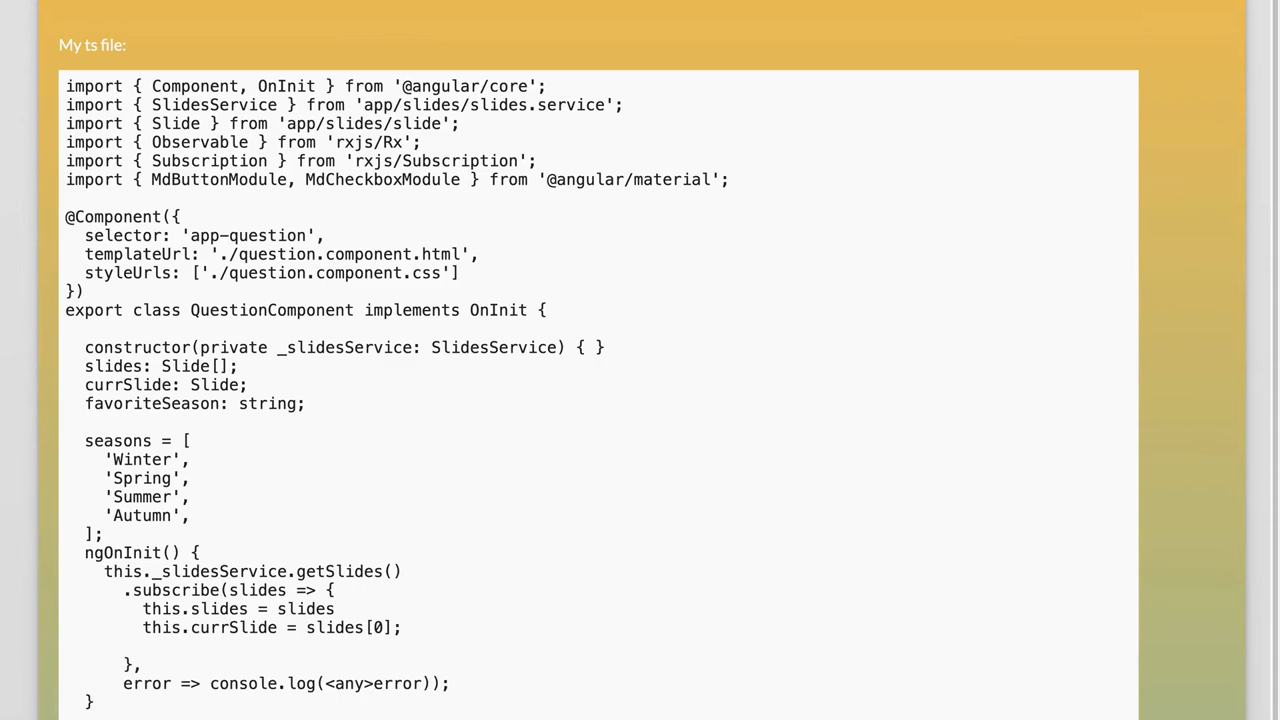 My ts file:
import { Component, OnInit } from '@angular/core';
import { SlidesService } from 'app/slides/slides.service';
import { Slide } from 'app/slides/slide';
import { Observable } from 'rxjs/Rx';
import { Subscription } from 'rxjs/Subscription';
import { MdButtonModule, MdCheckboxModule } from '@angular/material';
@Component({
  selector: 'app-question',
  templateUrl: './question.component.html',
  styleUrls: ['./question.component.css']
})
export class QuestionComponent implements OnInit {
  constructor(private _slidesService: SlidesService) { }
  slides: Slide[];
  currSlide: Slide;
  favoriteSeason: string;
  seasons = [
    'Winter',
    'Spring',
    'Summer',
    'Autumn',
  ];
  ngOnInit() {
    this._slidesService.getSlides()
      .subscribe(slides => {
        this.slides = slides
        this.currSlide = slides[0];
      },
      error => console.log(<any>error));
  }